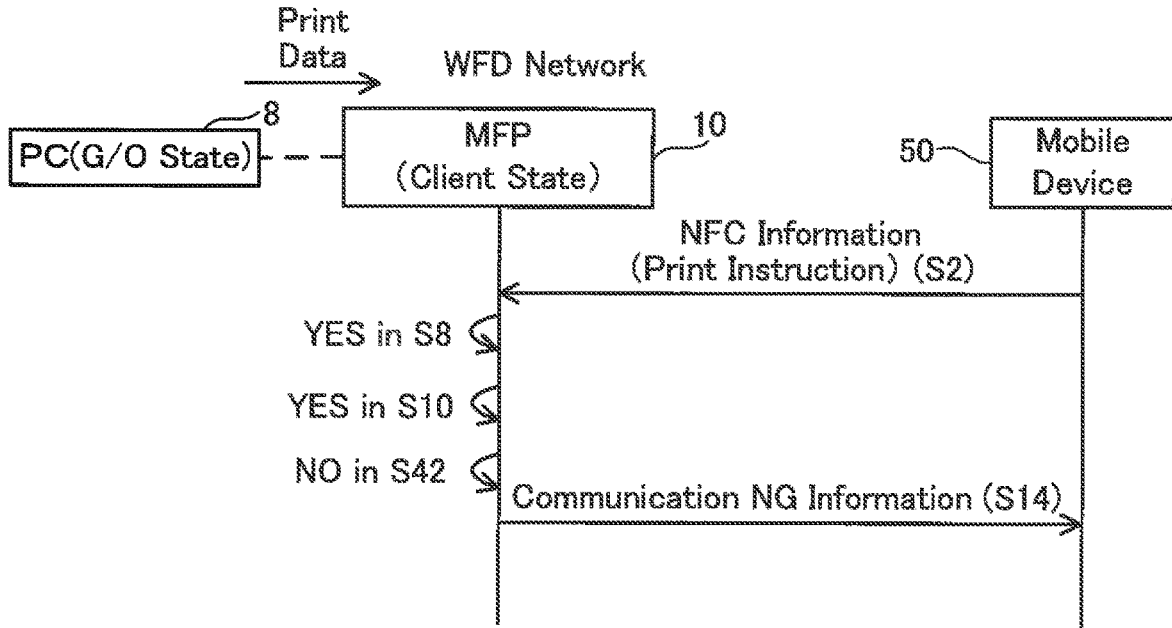 Print
Data
WFD Network
8
PC(G/O State)
MFP
(Client State)
10
50
Mobile
Device
NFC Information
(Print Instruction) (S2)
YES in S8
YES in S10
NO in S42
Communication NG Information (S14)